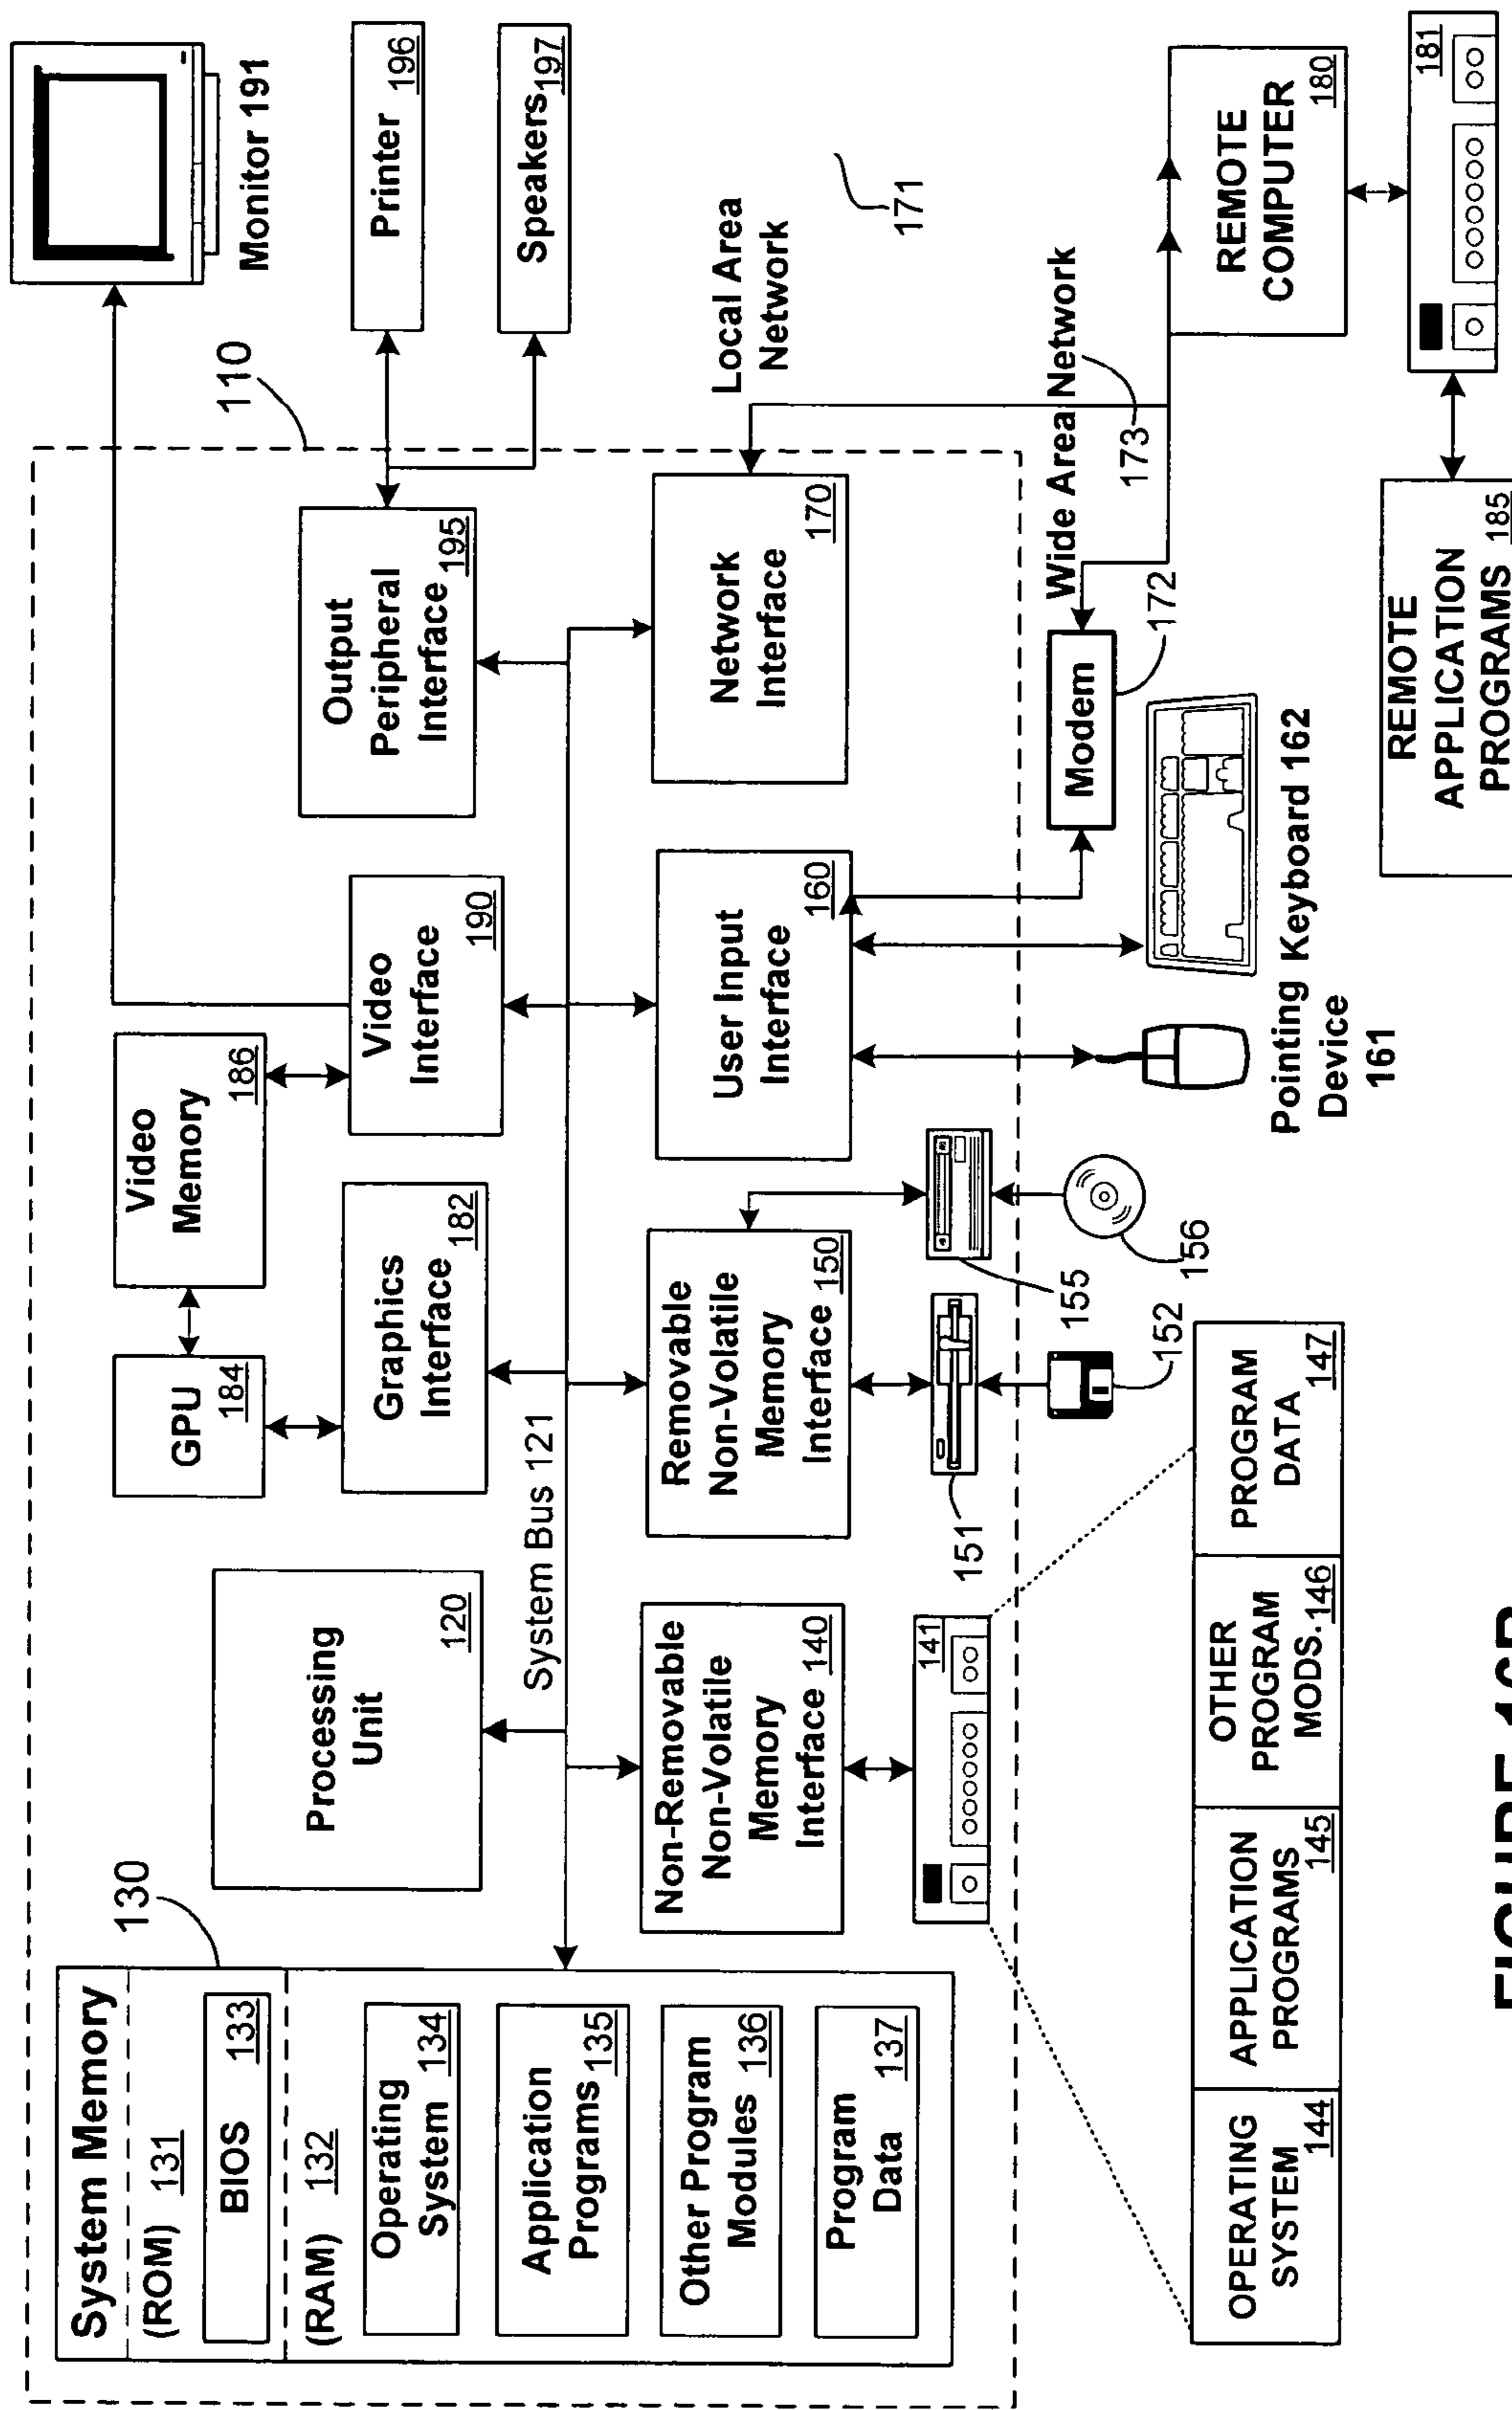 System Memory
130
(ROM) 131
BIOS 133
(RAM) 132
Operating
System 134
Application
Programs 135
Other Program
Modules 136
Program
Data 137
Processing
Unit
120
System Bus 121
GPU
184
Video
Memory
186
Graphics
Interface
182
Video
Interface
190
Output
Peripheral
Interface 195
110
Monitor 191
Printer 196
Speakers 197
Non-Removable
Non-Volatile
Memory
Interface 140
Removable
Non-Volatile
Memory
Interface 150
User Input
Interface
160
Network
Interface
170
Local Area
Network
171
141
151
152
155
156
Wide Area Network
173
Modem
172
Pointing
Device
161
Keyboard 162
REMOTE
COMPUTER
180
181
REMOTE
APPLICATION
PROGRAMS 185
OPERATING
SYSTEM 144
APPLICATION
PROGRAMS 145
OTHER
PROGRAM
MODS. 146
PROGRAM
DATA 147